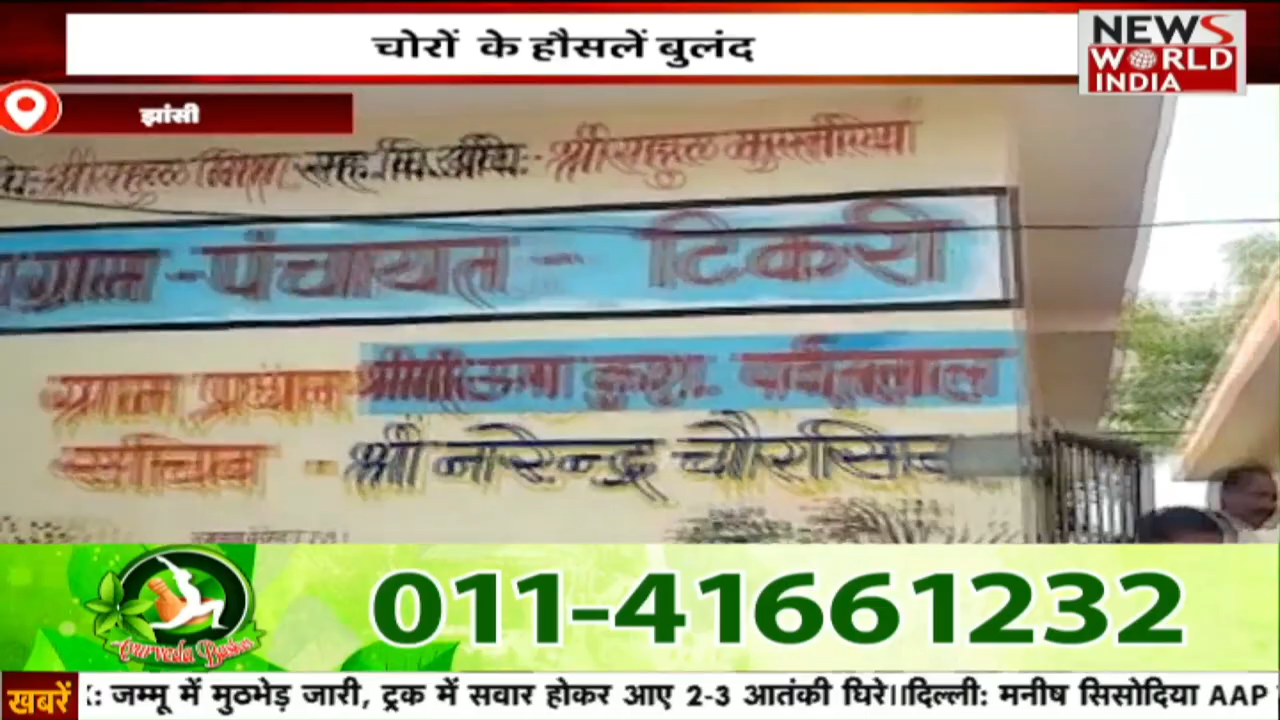 चोरों के हौसलें बुलंद
NEWS
WORLD
INDIA
झांसी
ग्राम-पंचायत - टिकरी
ग्राम प्रधान
सचिव - श्री नरेन्द्र चौरसिया
011-41661232
Ayurveda
खबरें
: जम्मू में मुठभेड़ जारी, ट्रक में सवार होकर आए 2-3 आतंकी घिरे।।दिल्ली: मनीष सिसोदिया AAP